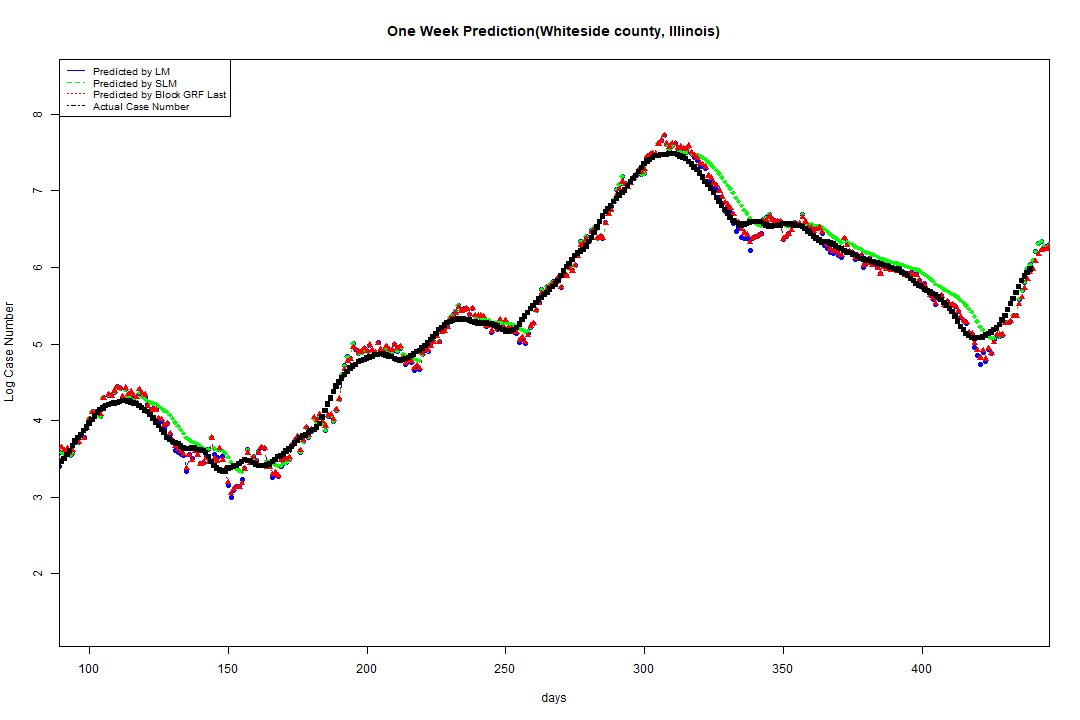 One Week Prediction(Whiteside county, Illinois)
Predicted by LM
Predicted by SLM
Predicted by Block GRF Last
Actual Case Number
Log Case Number
8
7
6
5
4
3
2
100 150 200 250 300 350 400
days